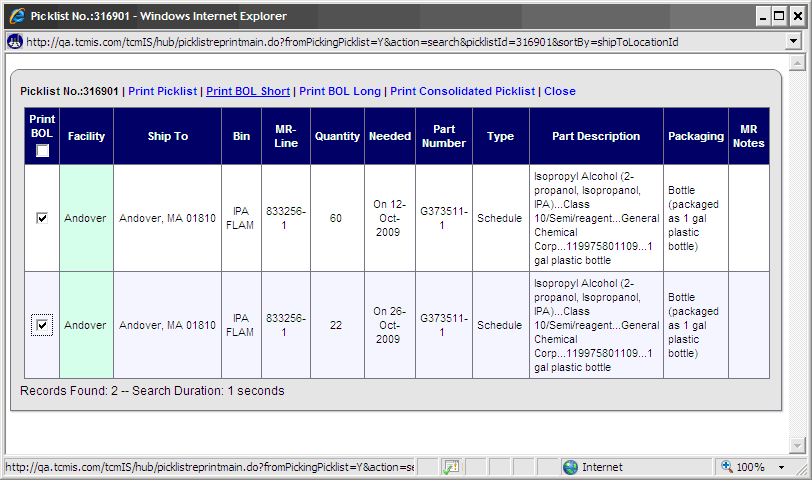 Picklist No.:316901 - Windows Internet Explorer
http://qa.tcmis.com/tcmIS/hub/picklistreprintmain.do?fromPickingPicklist=Y&action=search&picklistId=316901&sortBy=shipToLocationId
Picklist No.:316901 | Print Picklist | Print BOL Short | Print BOL Long | Print Consolidated Picklist | Close
Print BOL Facility Ship To Bin MR-Line Quantity Needed Part Number Type Part Description Packaging MR Notes
Andover Andover, MA 01810 IPA FLAM 833256-1 60 On 12-Oct-2009 G373511-1 Schedule
Isopropyl Alcohol (2-
propanol, Isopropanol,
IPA)...Class
10/Semi/reagent...General
Chemical
Corp...119975801109...1
gal plastic bottle
Bottle
(packaged
as 1 gal
plastic
bottle)
Andover Andover, MA 01810 IPA FLAM 833256-1 22 On 26-Oct-2009 G373511-1 Schedule
Isopropyl Alcohol (2-
propanol, Isopropanol,
IPA)...Class
10/Semi/reagent...General
Chemical
Corp...119975801109...1
gal plastic bottle
Bottle
(packaged
as 1 gal
plastic
bottle)
Records Found: 2 -- Search Duration: 1 seconds
http://qa.tcmis.com/tcmIS/hub/picklistreprintmain.do?fromPickingPicklist=Y&action=se Internet 100%